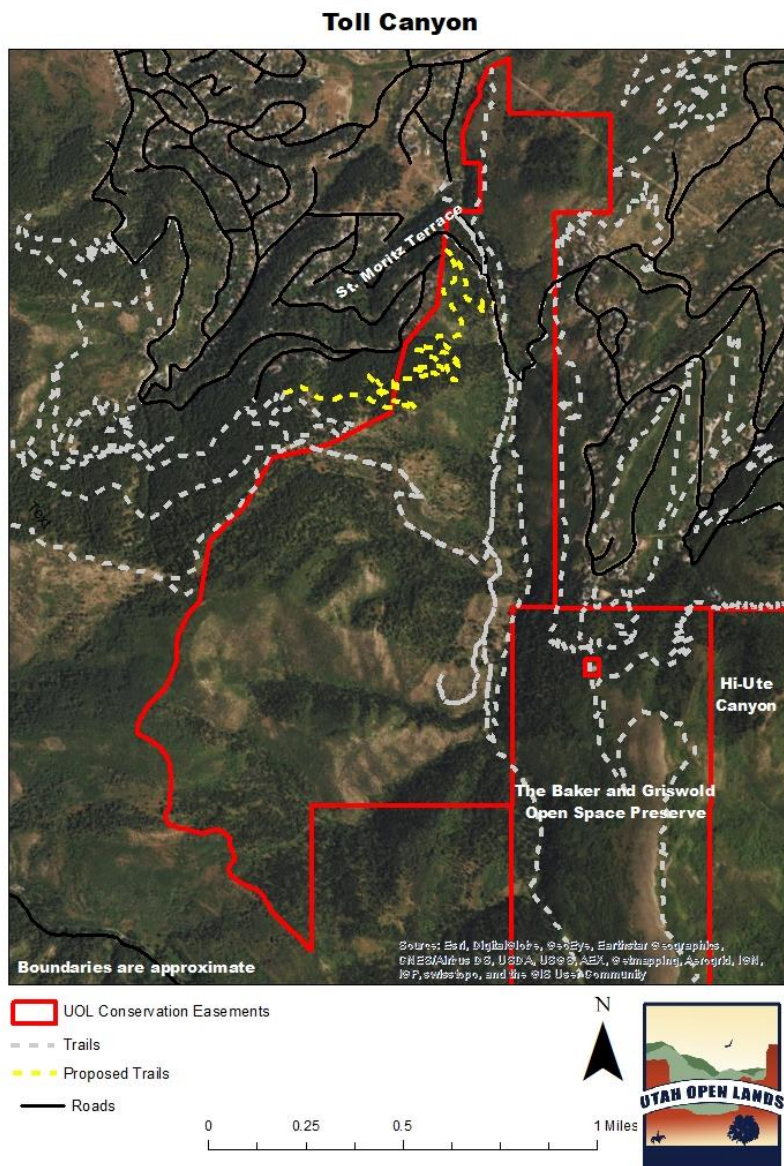 Toll Canyon
St. Moritz Terrace
Hi-Ute
Canyon
The Baker and Griswold
Open Space Preserve
Source: Esri, DigitalGlobe, GeoEye, Earthstar Geographics,
CNES/Airbus DS, USDA, USGS, AEX, Getmapping, Aerogrid, IGN,
IGP, swisstopo, and the GIS User Community
Boundaries are approximate
UOL Conservation Easements
Trails
Proposed Trails
Roads
N
0 0.25 0.5 1 Miles
UTAH OPEN LANDS